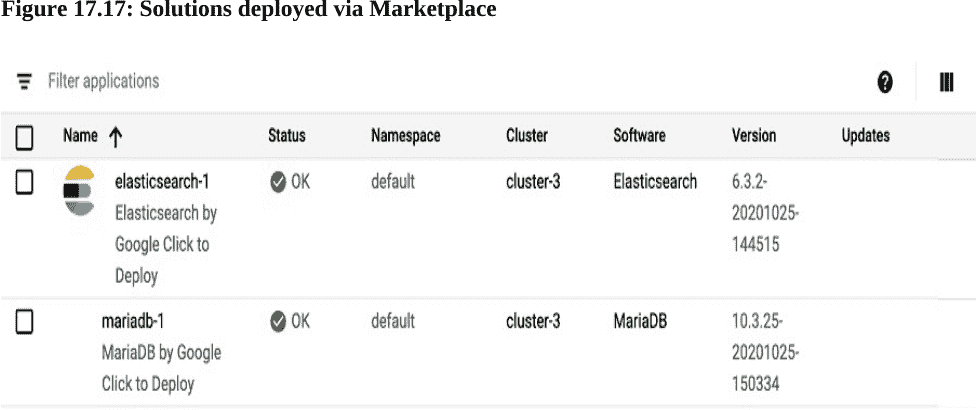 Figure 17.17: Solutions deployed via Marketplace
Filter applications
Name Status Namespace Cluster Software Version Updates
elasticsearch-1 OK default cluster-3 Elasticsearch 6.3.2-
Elasticsearch by 20201025-
Google Click to 144515
Deploy
mariadb-1 OK default cluster-3 MariaDB 10.3.25-
MariaDB by Google 20201025-
Click to Deploy 150334